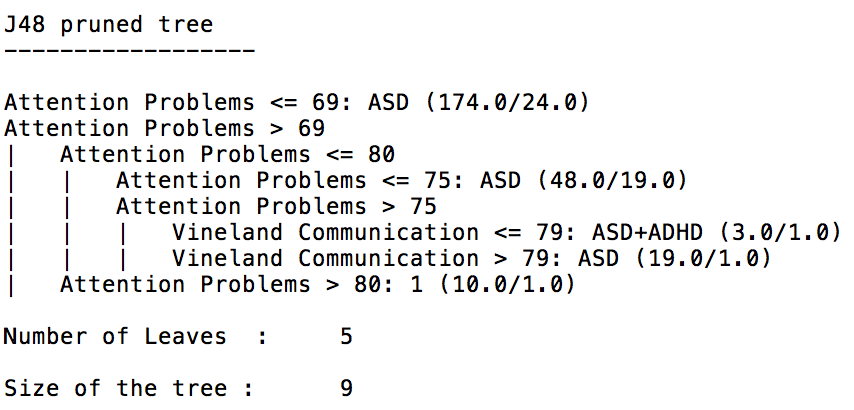 J48 pruned tree
------------------
Attention Problems <= 69: ASD (174.0/24.0)
Attention Problems > 69
|   Attention Problems <= 80
|   |   Attention Problems <= 75: ASD (48.0/19.0)
|   |   Attention Problems > 75
|   |   |   Vineland Communication <= 79: ASD+ADHD (3.0/1.0)
|   |   |   Vineland Communication > 79: ASD (19.0/1.0)
|   Attention Problems > 80: 1 (10.0/1.0)
Number of Leaves  :     5
Size of the tree :      9